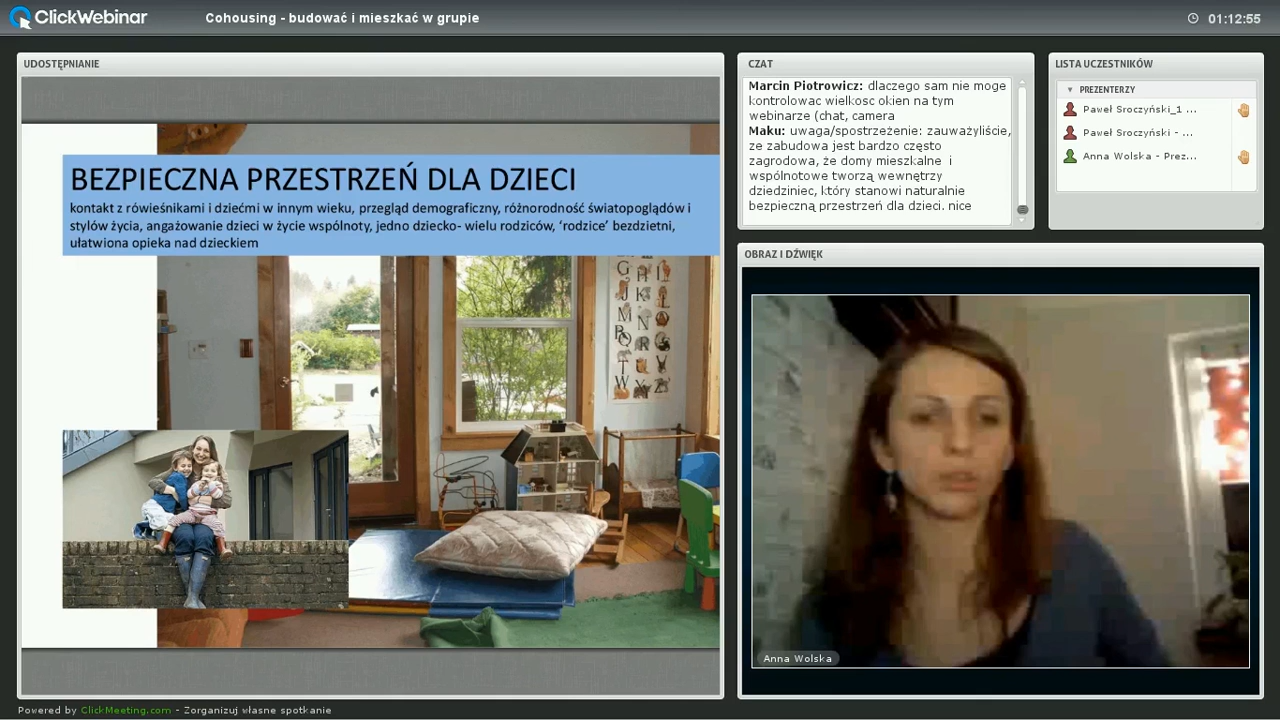 ClickWebinar
Cohousing - budować i mieszkać w grupie
01:12:55
UDOSTĘPNIANIE
BEZPIECZNA PRZESTRZEŃ DLA DZIECI
kontakt z rówieśnikami i dziećmi w innym wieku, przegląd demograficzny, różnorodność światopoglądów i
stylów życia, angażowanie dzieci w życie wspólnoty, jedno dziecko- wielu rodziców, ‘rodzice’ bezdzietni,
ułatwiona opieka nad dzieckiem
G H I
J K L
M N
P Q R
T
W X Y Z
CZAT
Marcin Piotrowicz: dlaczego sam nie moge
kontrolowac wielkosc okien na tym
webinarze (chat, camera
Maku: uwaga/spostrzeżenie: zauważyliście,
ze zabudowa jest bardzo często
zagrodowa, że domy mieszkalne i
wspólnotowe tworzą wewnętrzy
dziedziniec, który stanowi naturalnie
bezpieczną przestrzeń dla dzieci. nice
LISTA UCZESTNIKÓW
PREZENTERZY
Paweł Sroczyński_1 ...
Paweł Sroczyński - ...
Anna Wolska - Prez...
OBRAZ I DŹWIĘK
Anna Wolska
Powered by ClickMeeting.com - Zorganizuj własne spotkanie